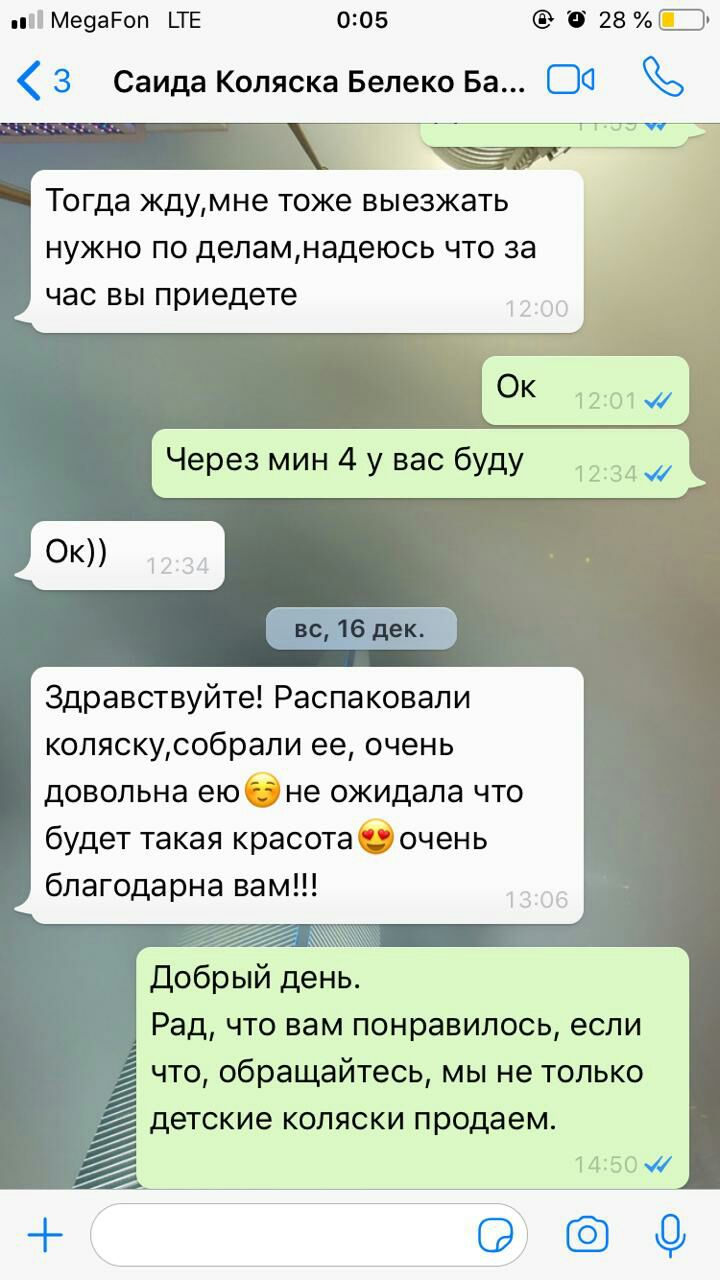 MegaFon LTE 0:05 28 %
3 Саида Коляска Белеко Ба...
Тогда жду,мне тоже выезжать
нужно по делам,надеюсь что за
час вы приедете
12:00
Ок 12:01
Через мин 4 у вас буду 12:34
Ок)) 12:34
вс, 16 дек.
Здравствуйте! Распаковали
коляску,собрали ее, очень
довольна ею☺️не ожидала что
будет такая красота😍очень
благодарна вам!!!
13:06
Добрый день.
Рад, что вам понравилось, если
что, обращайтесь, мы не только
детские коляски продаем.
14:50